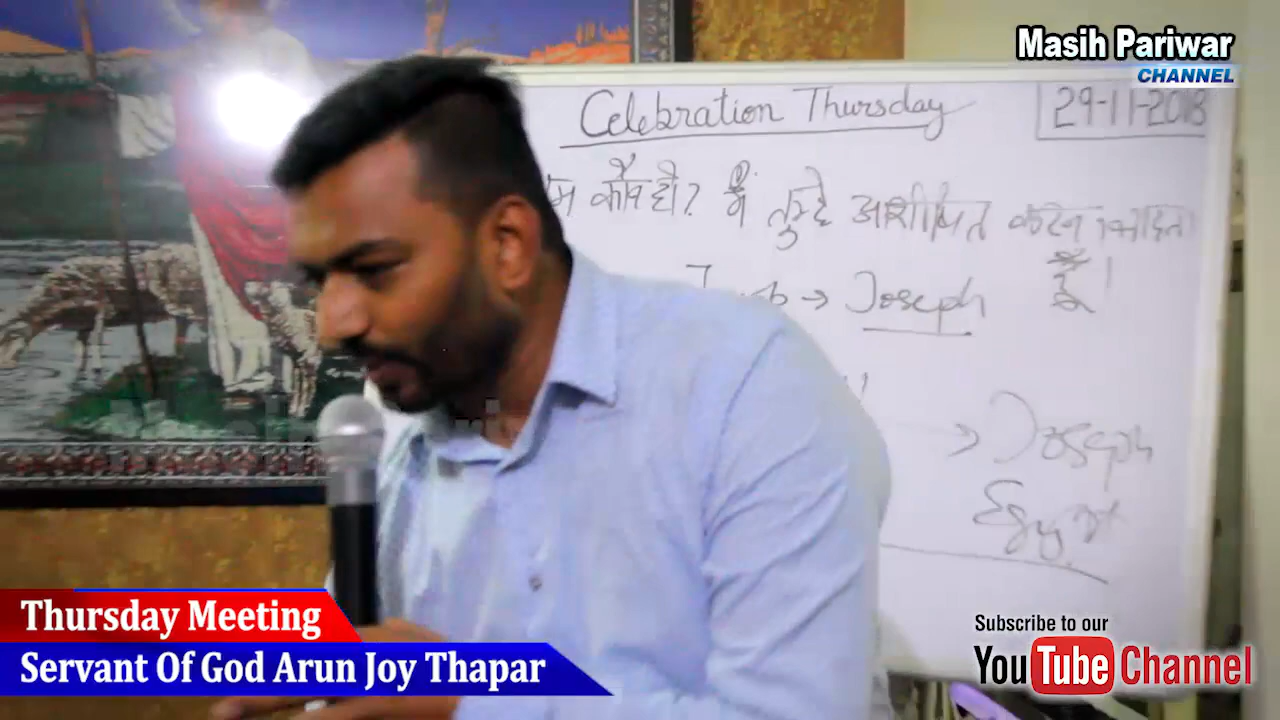 Masih Pariwar
CHANNEL
Celebration Thursday
29-11-2018
कौन हो? मैं तुम्हे आशीषित करना चाहता
हूँ।
→ Joseph
→ Joseph
Egypt
Thursday Meeting
Servant Of God Arun Joy Thapar
Subscribe to our
YouTube Channel